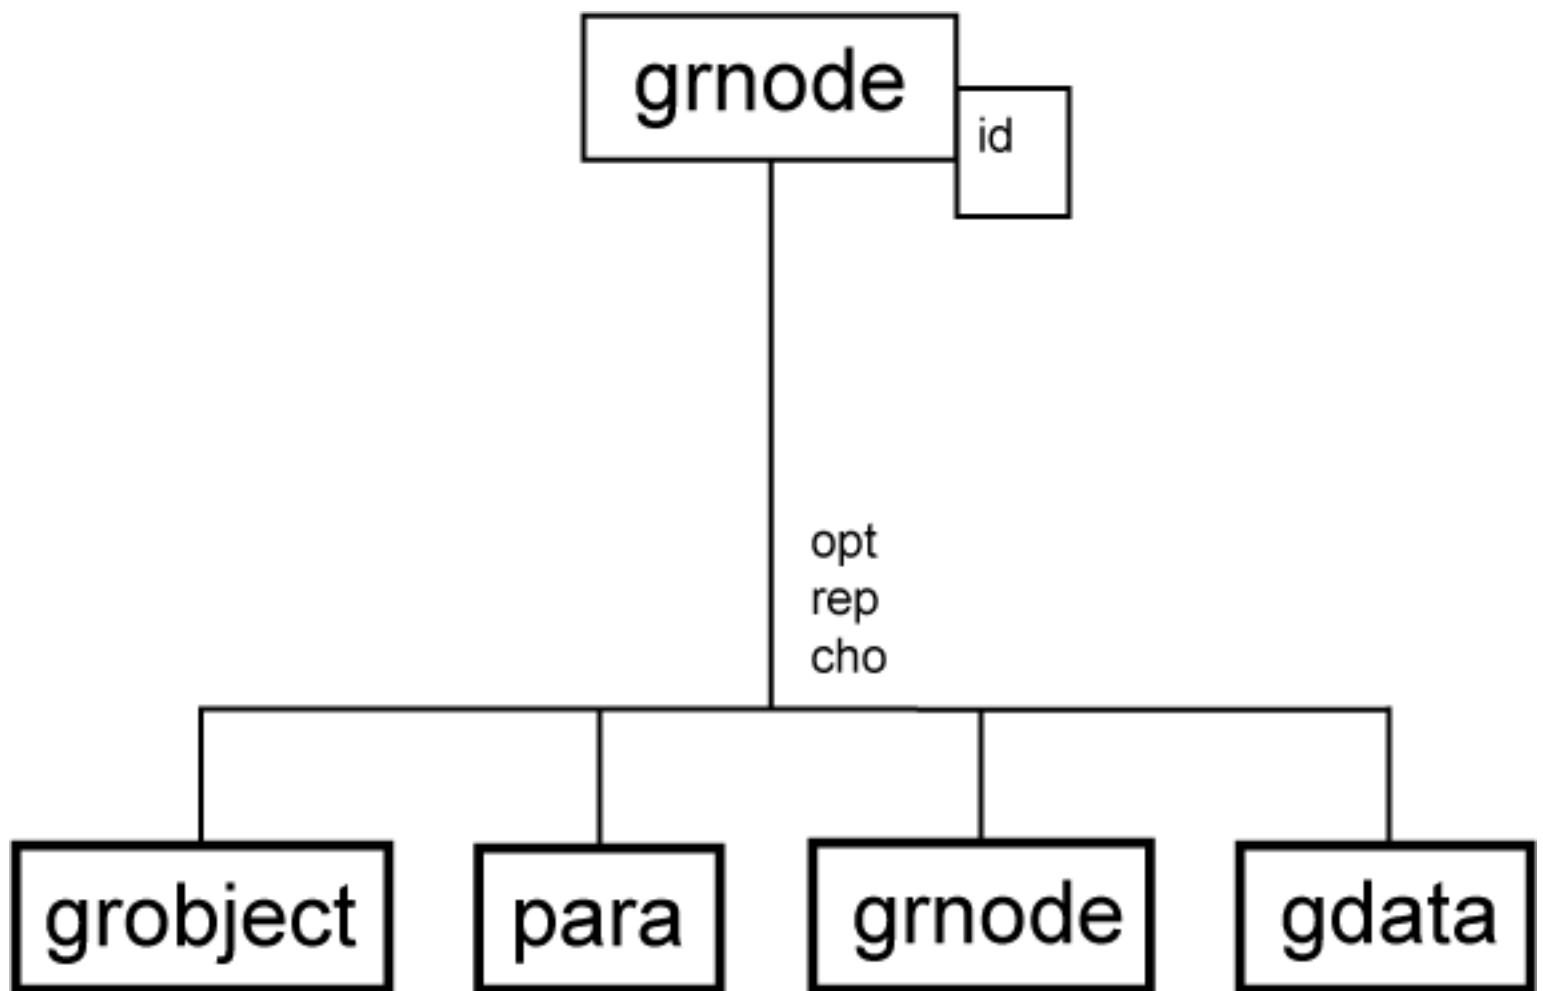 grnode
id
opt
rep
cho
grobject
para
grnode
gdata